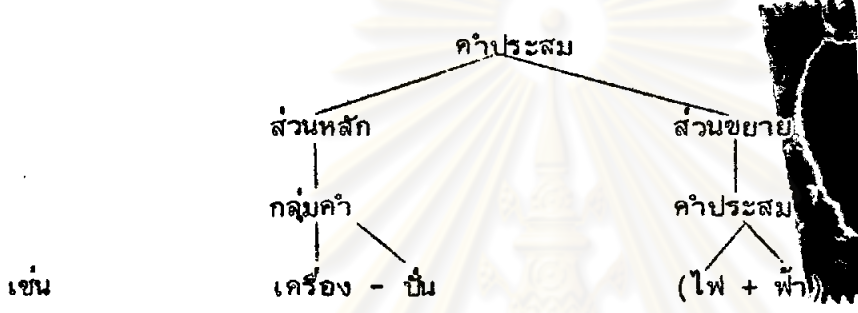 คำประสม
ส่วนหลัก ส่วนขยาย
กลุ่มคำ คำประสม
เช่น เครื่อง - ปั่น (ไฟ + ฟ้า)